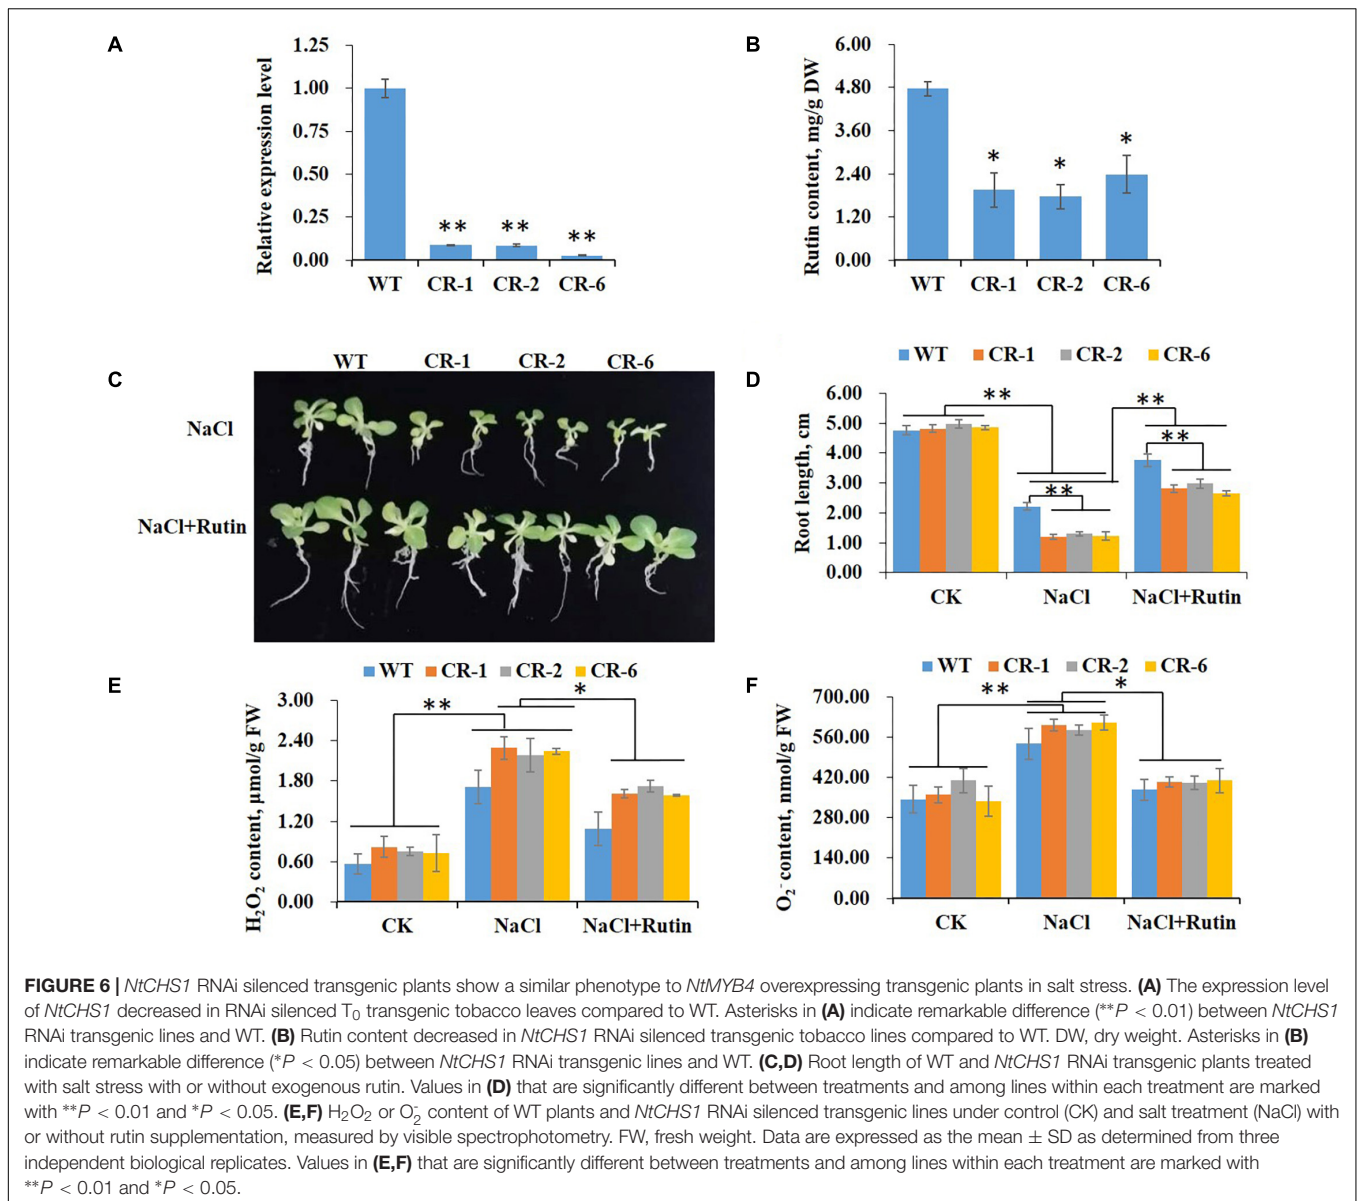 A
Relative expression level
1.25
1.00
0.75
0.50
0.25
0.00
** ** **
WT CR-1 CR-2 CR-6
B
Rutin content, mg/g DW
6.00
4.80
3.60
2.40
1.20
0.00
* * *
WT CR-1 CR-2 CR-6
C
WT CR-1 CR-2 CR-6
NaCl
NaCl+Rutin
D
WT CR-1 CR-2 CR-6
Root length, cm
6.00
5.00
4.00
3.00
2.00
1.00
0.00
** **
**
**
CK NaCl NaCl+Rutin
E
WT CR-1 CR-2 CR-6
H₂O₂ content, μmol/g FW
3.00
2.40
1.80
1.20
0.60
0.00
** *
CK NaCl NaCl+Rutin
F
WT CR-1 CR-2 CR-6
O₂⁻ content, nmol/g FW
700.00
560.00
420.00
280.00
140.00
0.00
** *
CK NaCl NaCl+Rutin
FIGURE 6 | NtCHS1 RNAi silenced transgenic plants show a similar phenotype to NtMYB4 overexpressing transgenic plants in salt stress. (A) The expression level
of NtCHS1 decreased in RNAi silenced T₀ transgenic tobacco leaves compared to WT. Asterisks in (A) indicate remarkable difference (**P < 0.01) between NtCHS1
RNAi transgenic lines and WT. (B) Rutin content decreased in NtCHS1 RNAi silenced transgenic tobacco lines compared to WT. DW, dry weight. Asterisks in (B)
indicate remarkable difference (*P < 0.05) between NtCHS1 RNAi transgenic lines and WT. (C,D) Root length of WT and NtCHS1 RNAi transgenic plants treated
with salt stress with or without exogenous rutin. Values in (D) that are significantly different between treatments and among lines within each treatment are marked
with **P < 0.01 and *P < 0.05. (E,F) H₂O₂ or O₂⁻ content of WT plants and NtCHS1 RNAi silenced transgenic lines under control (CK) and salt treatment (NaCl) with
or without rutin supplementation, measured by visible spectrophotometry. FW, fresh weight. Data are expressed as the mean ± SD as determined from three
independent biological replicates. Values in (E,F) that are significantly different between treatments and among lines within each treatment are marked with
**P < 0.01 and *P < 0.05.